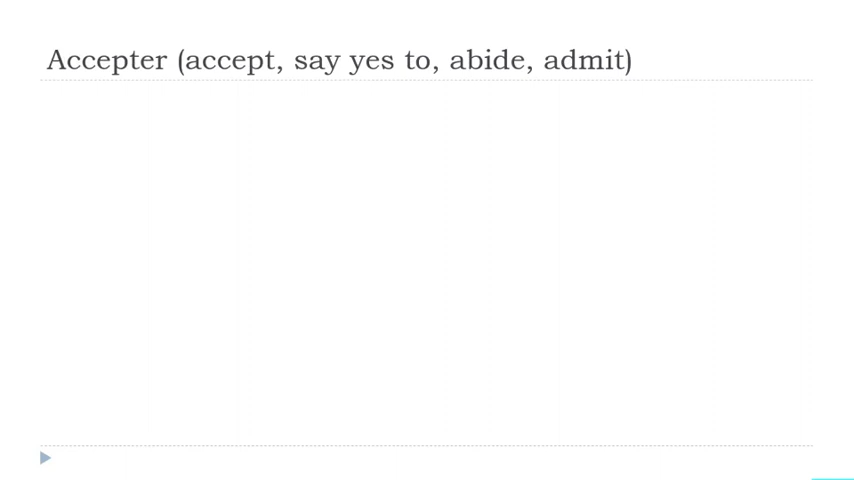 Accepter (accept, say yes to, abide, admit)